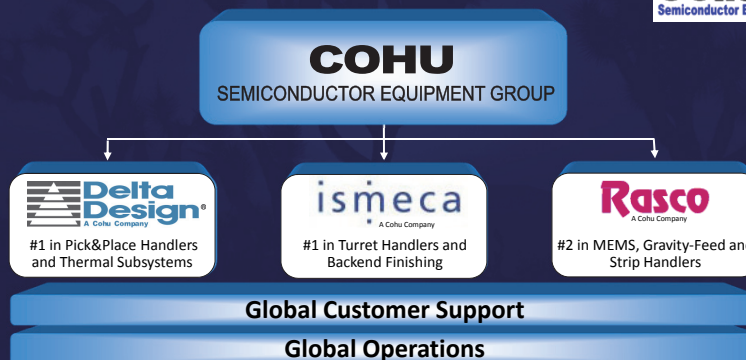 Semiconductor E
COHU
SEMICONDUCTOR EQUIPMENT GROUP
Delta
Design®
A Cohu Company
#1 in Pick&Place Handlers
and Thermal Subsystems
ismeca
A Cohu Company
#1 in Turret Handlers and
Backend Finishing
Rasco
A Cohu Company
#2 in MEMS, Gravity-Feed an
Strip Handlers
Global Customer Support
Global Operations